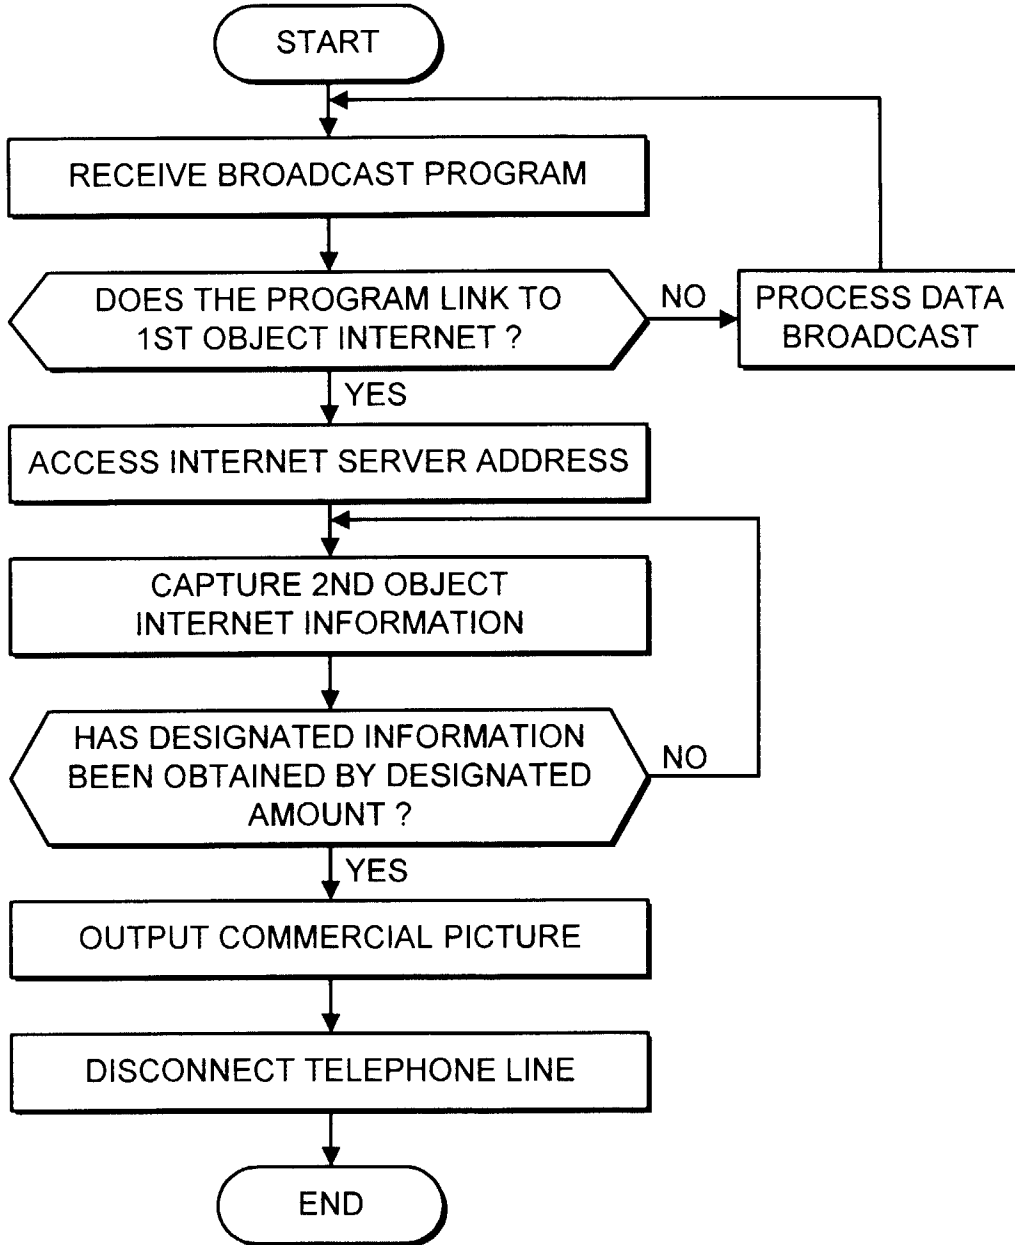 START
RECEIVE BROADCAST PROGRAM
DOES THE PROGRAM LINK TO
1ST OBJECT INTERNET ?
NO
PROCESS DATA
BROADCAST
YES
ACCESS INTERNET SERVER ADDRESS
CAPTURE 2ND OBJECT
INTERNET INFORMATION
HAS DESIGNATED INFORMATION
BEEN OBTAINED BY DESIGNATED
AMOUNT ?
NO
YES
OUTPUT COMMERCIAL PICTURE
DISCONNECT TELEPHONE LINE
END